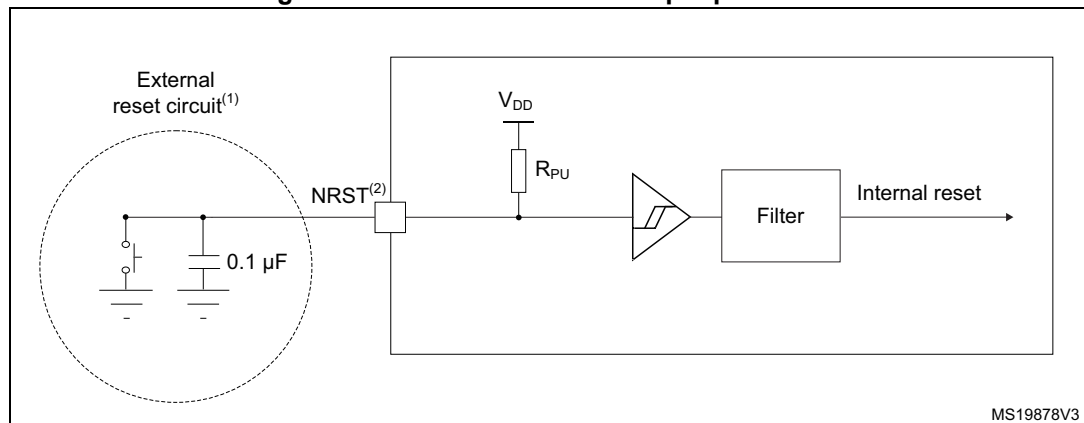 External
reset circuit(1)
VDD
RPU
NRST(2)
Filter
Internal reset
0.1 µF
MS19878V3